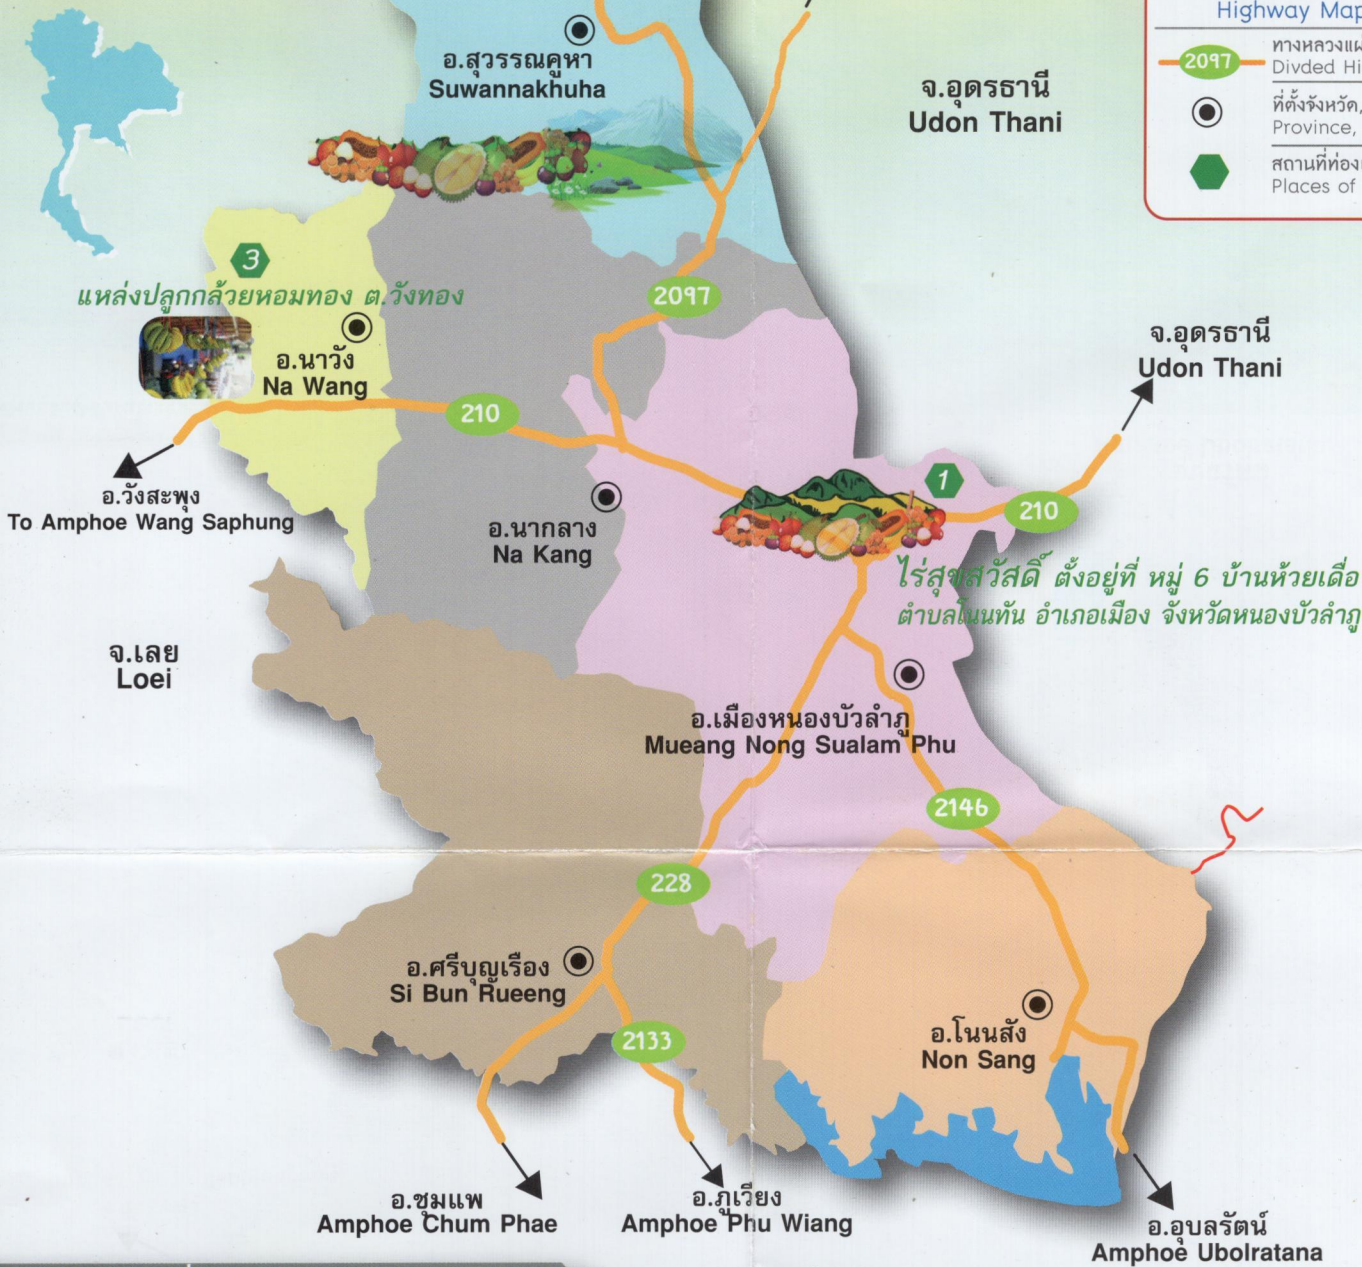 Highway Map
2097
ทางหลวงแผ
Divded Hi
ที่ตั้งจังหวัด,
Province,
สถานที่ท่อง
Places of
อ.สุวรรณคูหา
Suwannakhuha
จ.อุดรธานี
Udon Thani
3
แหล่งปลูกกล้วยหอมทอง ต.วังทอง
2097
อ.นาวัง
Na Wang
จ.อุดรธานี
Udon Thani
210
อ.วังสะพุง
To Amphoe Wang Saphung
อ.นากลาง
Na Kang
1
210
ไร่สุขสวัสดิ์ ตั้งอยู่ที่ หมู่ 6 บ้านห้วยเดื่อ
ตำบลโนนทัน อำเภอเมือง จังหวัดหนองบัวลำภู
จ.เลย
Loei
อ.เมืองหนองบัวลำภู
Mueang Nong Sualam Phu
2146
228
อ.ศรีบุญเรือง
Si Bun Rueeng
2133
อ.โนนสัง
Non Sang
อ.ชุมแพ
Amphoe Chum Phae
อ.ภูเวียง
Amphoe Phu Wiang
อ.อุบลรัตน์
Amphoe Ubolratana